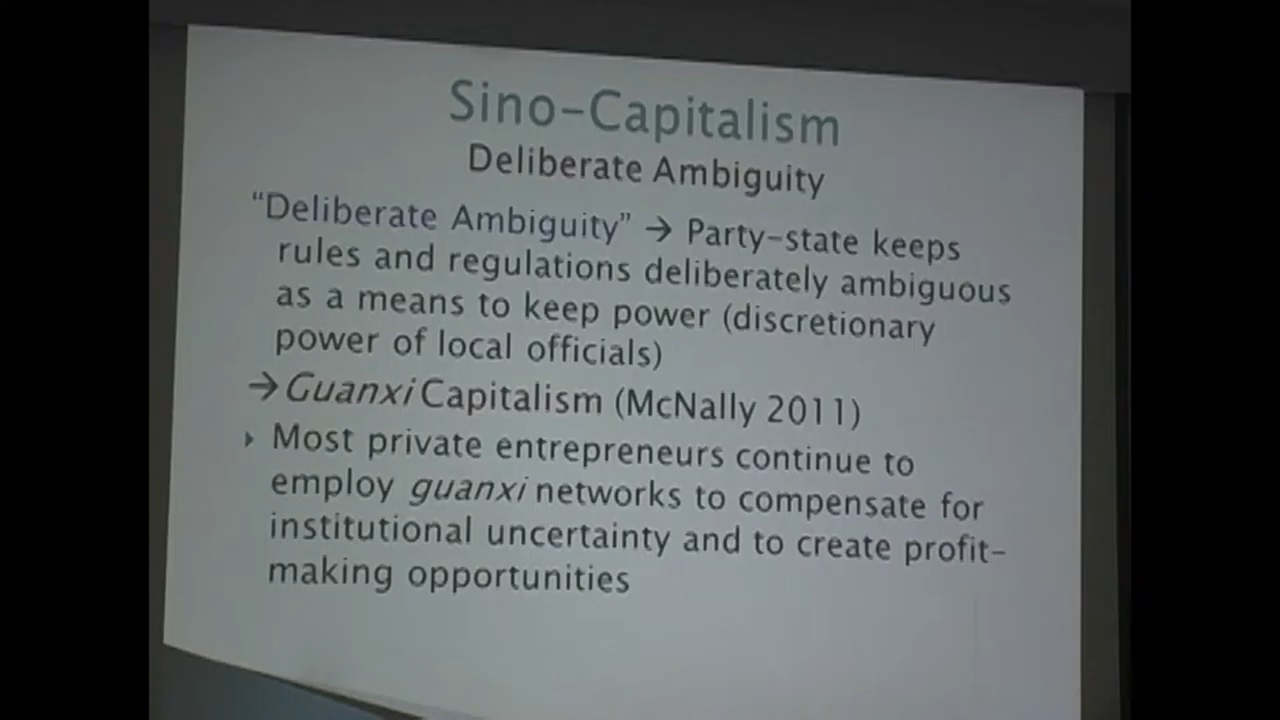 Sino-Capitalism
Deliberate Ambiguity
“Deliberate Ambiguity” → Party-state keeps
rules and regulations deliberately ambiguous
as a means to keep power (discretionary
power of local officials)
→ Guanxi Capitalism (McNally 2011)
Most private entrepreneurs continue to
employ guanxi networks to compensate for
institutional uncertainty and to create profit-
making opportunities